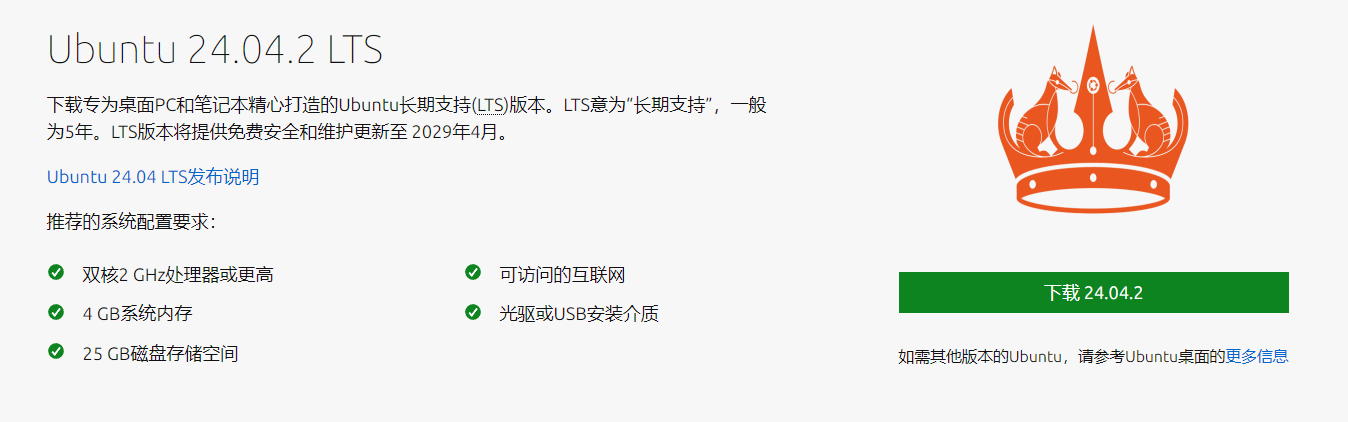 Ubuntu 24.04.2 LTS
下载专为桌面PC和笔记本精心打造的Ubuntu长期支持(LTS)版本。LTS意为“长期支持”，一般
为5年。LTS版本将提供免费安全和维护更新至 2029年4月。
Ubuntu 24.04 LTS发布说明
推荐的系统配置要求：
双核2 GHz处理器或更高
4 GB系统内存
25 GB磁盘存储空间
可访问的互联网
光驱或USB安装介质
下载 24.04.2
如需其他版本的Ubuntu，请参考Ubuntu桌面的更多信息